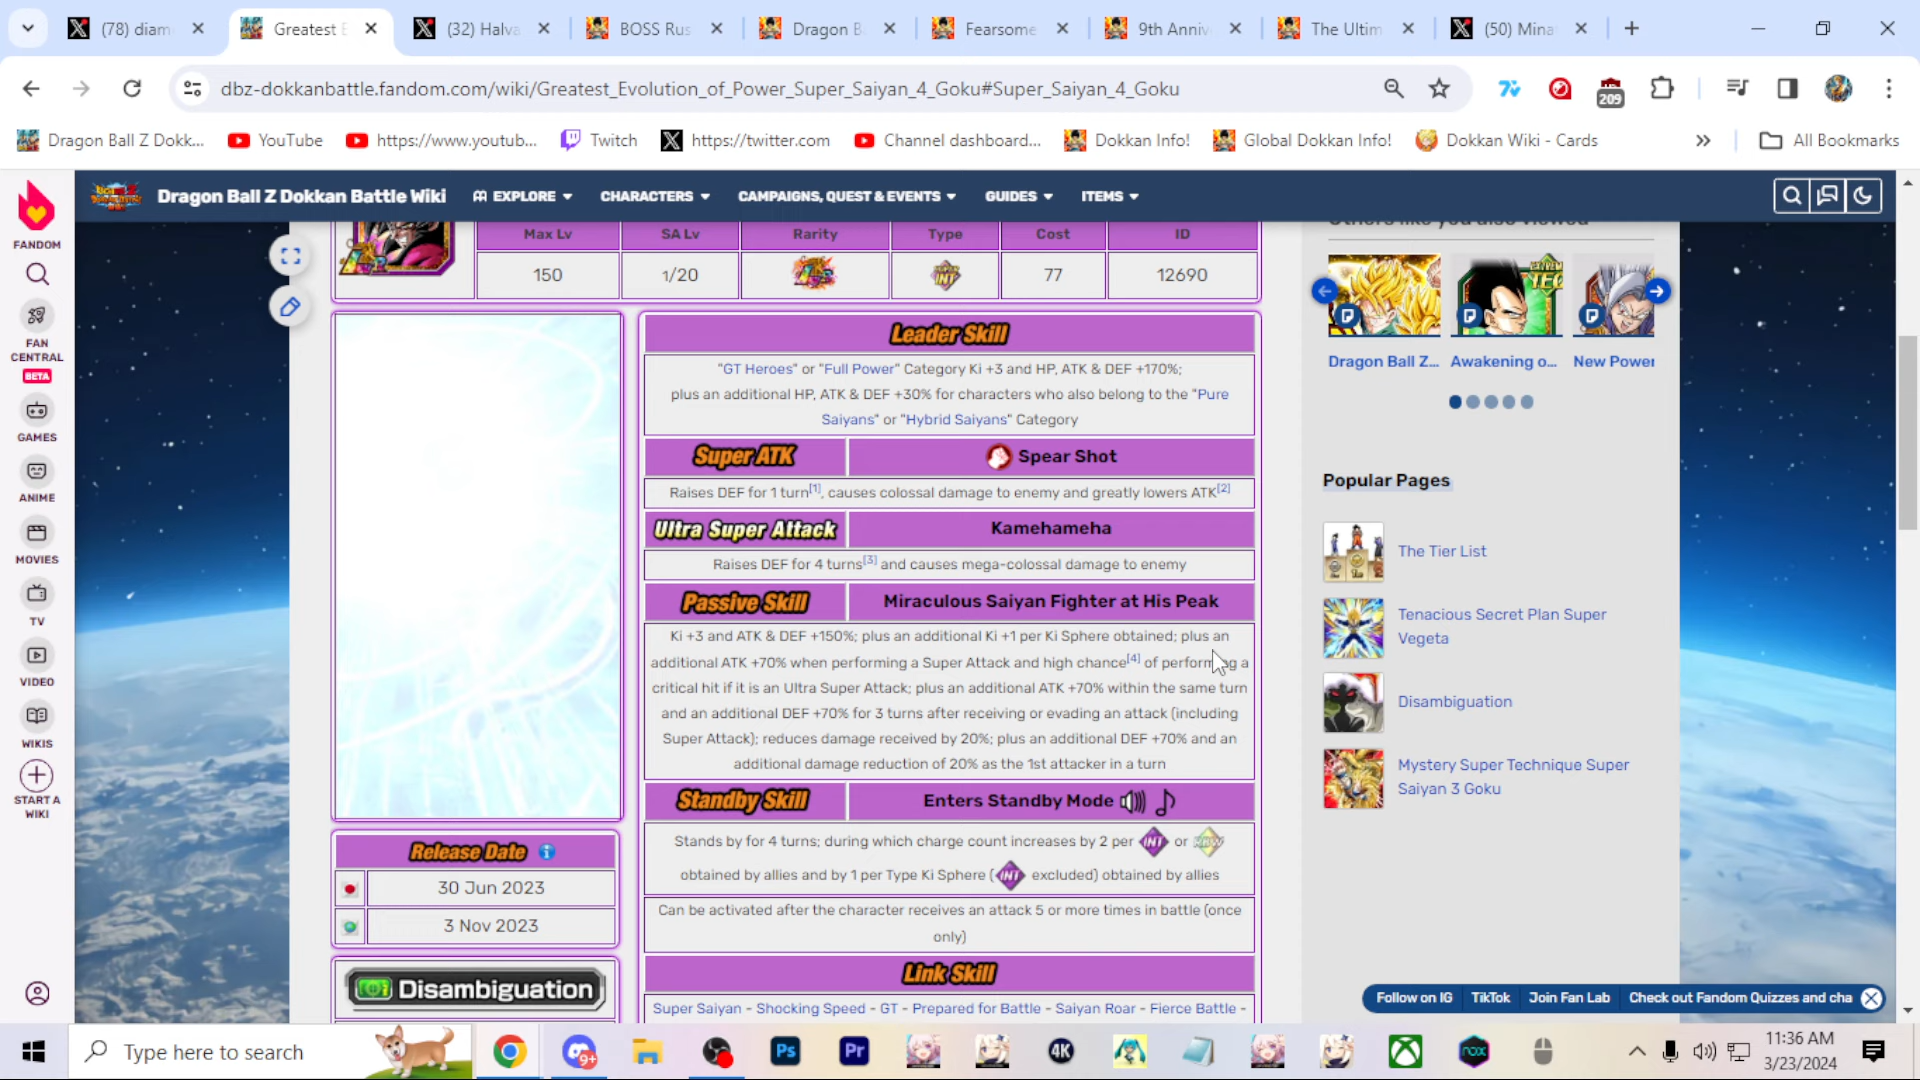 (78) diam
Greatest E
(32) Halva
BOSS Rus
Dragon B
Fearsome
9th Anniv
The Ultim
(50) Mina
dbz-dokkanbattle.fandom.com/wiki/Greatest_Evolution_of_Power_Super_Saiyan_4_Goku#Super_Saiyan_4_Goku
209
Dragon Ball Z Dokk...
YouTube
https://www.youtub...
Twitch
https://twitter.com
Channel dashboard...
Dokkan Info!
Global Dokkan Info!
Dokkan Wiki - Cards
All Bookmarks
Dragon Ball Z Dokkan Battle Wiki
EXPLORE
CHARACTERS
CAMPAIGNS, QUEST & EVENTS
GUIDES
ITEMS
FANDOM
FAN
CENTRAL
BETA
GAMES
ANIME
MOVIES
TV
VIDEO
WIKIS
START A
WIKI
Max Lv
SA Lv
Rarity
Type
Cost
ID
150
1/20
77
12690
Leader Skill
"GT Heroes" or "Full Power" Category Ki +3 and HP, ATK & DEF +170%;
plus an additional HP, ATK & DEF +30% for characters who also belong to the "Pure
Saiyans" or "Hybrid Saiyans" Category
Super ATK
Spear Shot
Raises DEF for 1 turn[1], causes colossal damage to enemy and greatly lowers ATK[2]
Ultra Super Attack
Kamehameha
Raises DEF for 4 turns[3] and causes mega-colossal damage to enemy
Passive Skill
Miraculous Saiyan Fighter at His Peak
Ki +3 and ATK & DEF +150%; plus an additional Ki +1 per Ki Sphere obtained; plus an
additional ATK +70% when performing a Super Attack and high chance[4] of performing a
critical hit if it is an Ultra Super Attack; plus an additional ATK +70% within the same turn
and an additional DEF +70% for 3 turns after receiving or evading an attack (including
Super Attack); reduces damage received by 20%; plus an additional DEF +70% and an
additional damage reduction of 20% as the 1st attacker in a turn
Standby Skill
Enters Standby Mode
Stands by for 4 turns; during which charge count increases by 2 per INT or
obtained by allies and by 1 per Type Ki Sphere (INT excluded) obtained by allies
Can be activated after the character receives an attack 5 or more times in battle (once
only)
Link Skill
Super Saiyan - Shocking Speed - GT - Prepared for Battle - Saiyan Roar - Fierce Battle -
Release Date
30 Jun 2023
3 Nov 2023
Disambiguation
Others like you also viewed
Dragon Ball Z...
Awakening o...
New Power
Popular Pages
The Tier List
Tenacious Secret Plan Super
Vegeta
Disambiguation
Mystery Super Technique Super
Saiyan 3 Goku
Follow on IG
TikTok
Join Fan Lab
Check out Fandom Quizzes and cha
Type here to search
9+
Ps
Pr
4K
nox
11:36 AM
3/23/2024